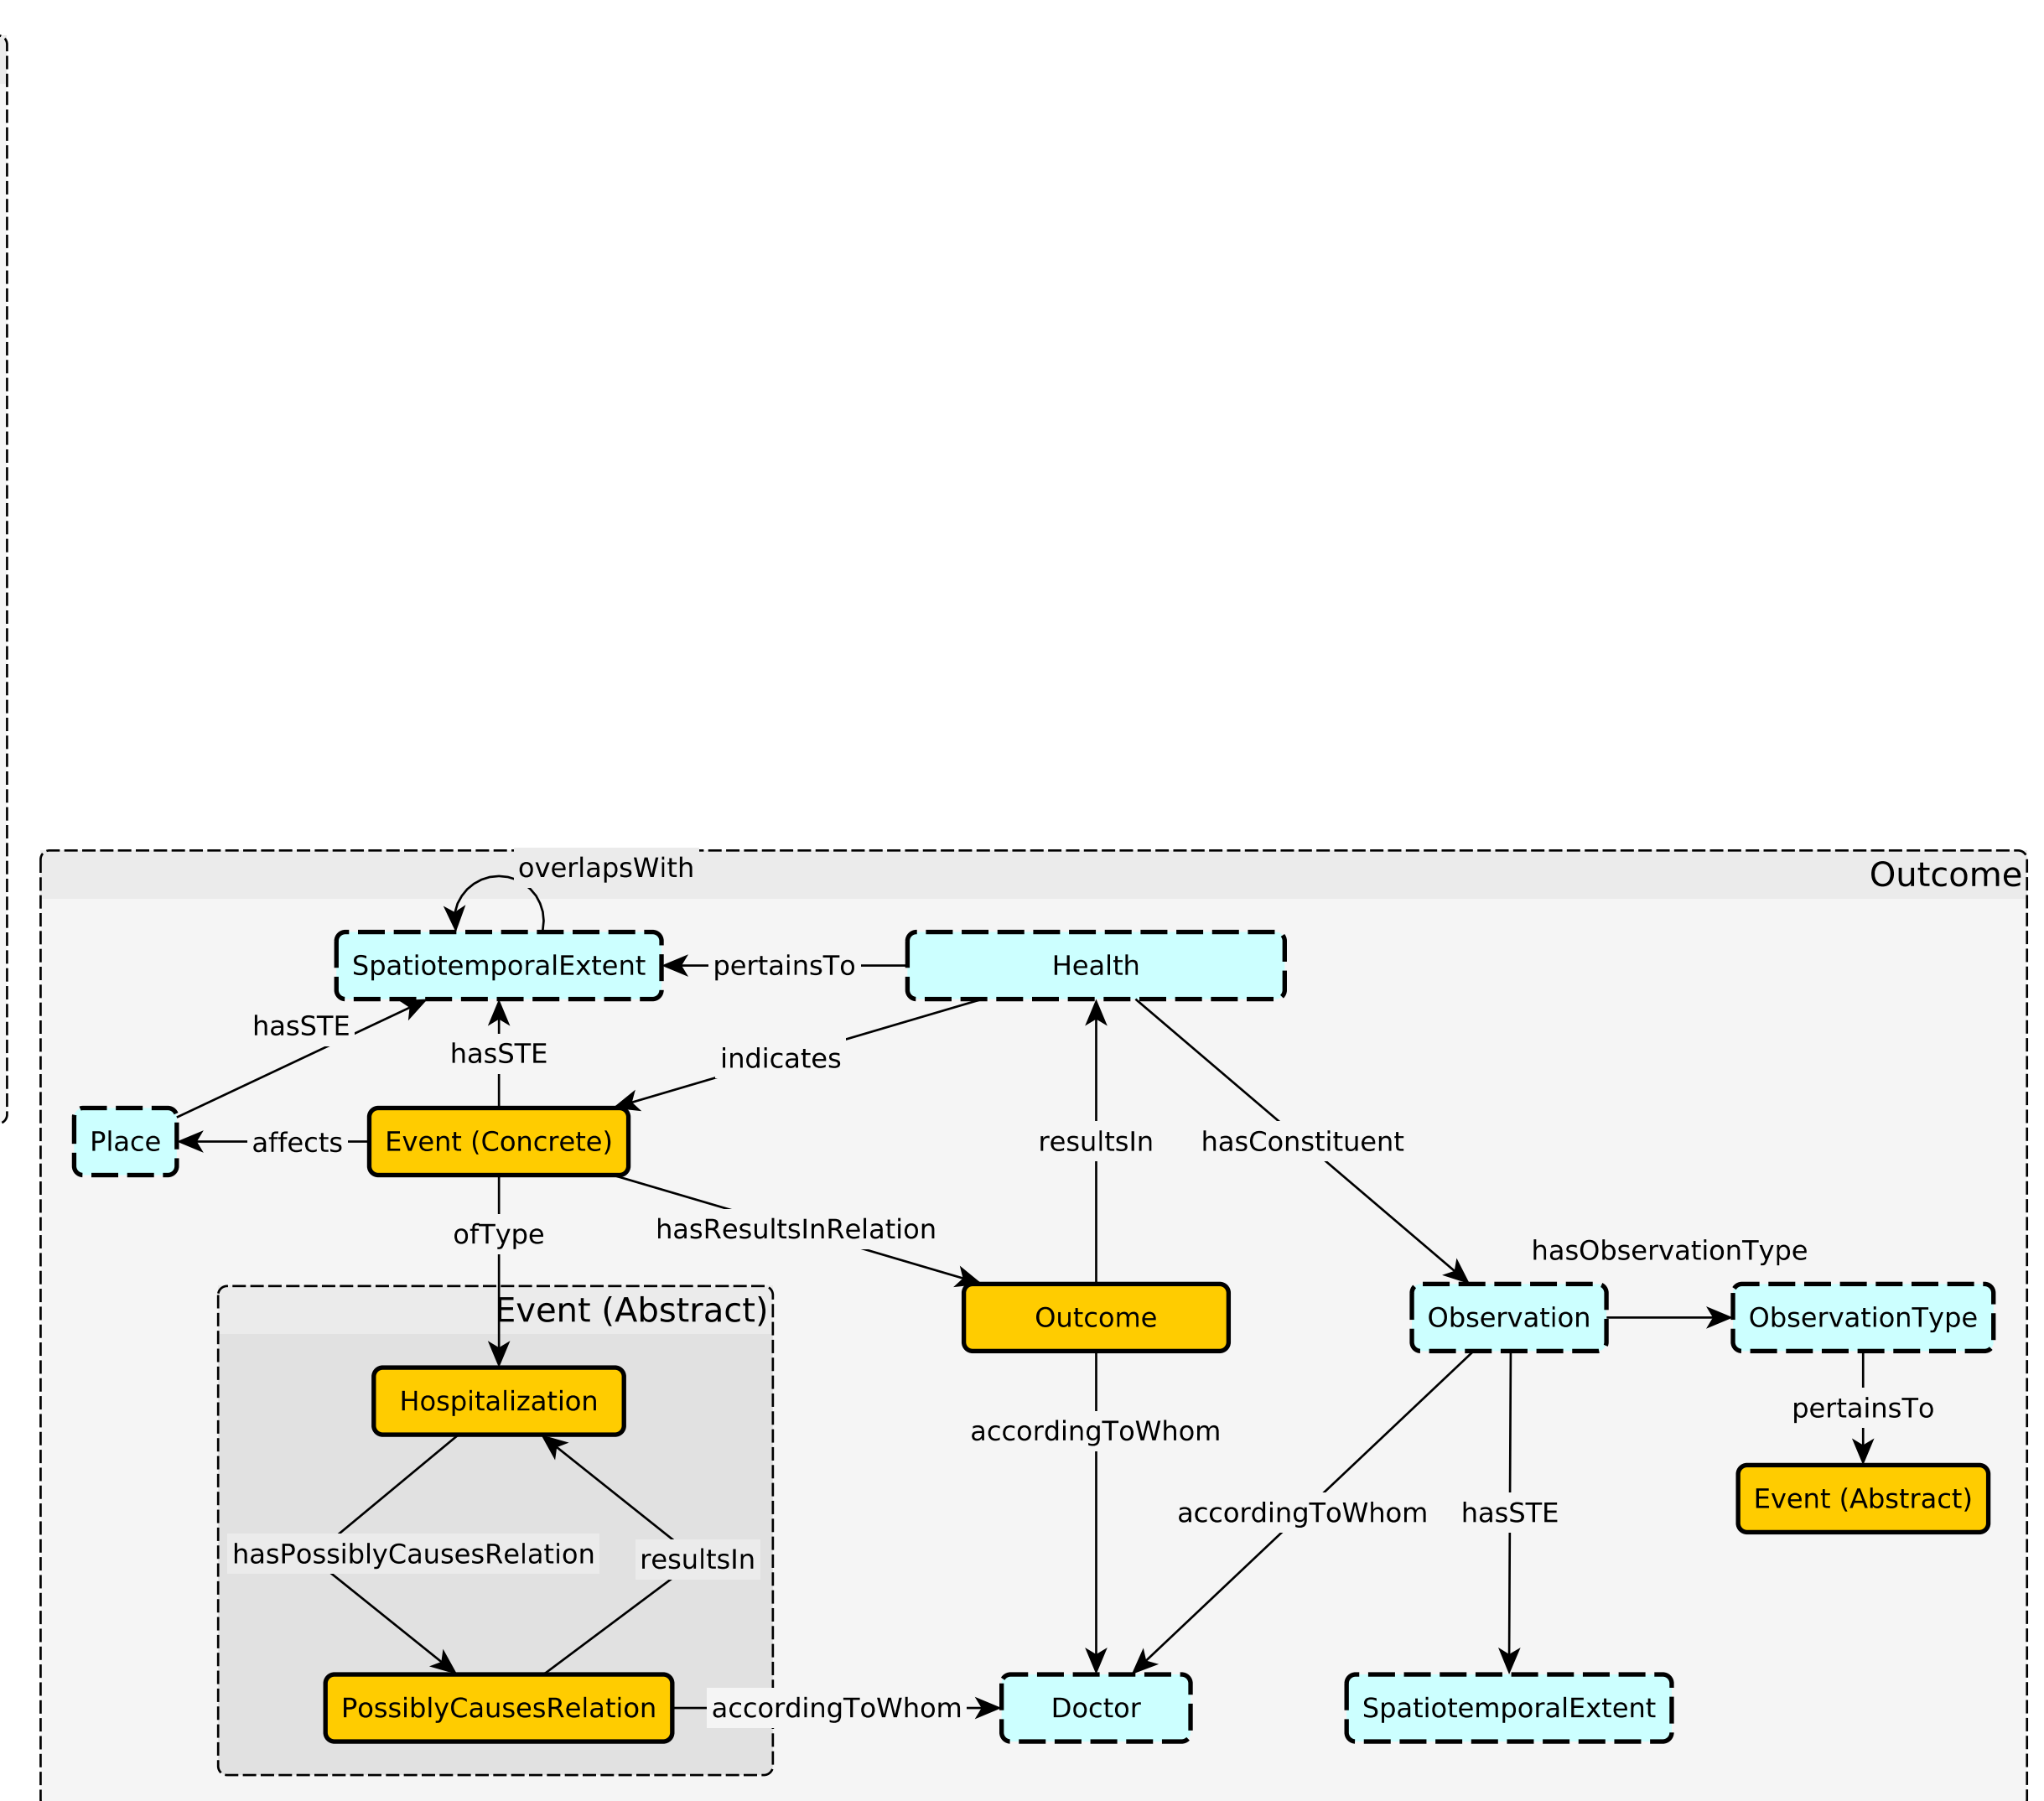 overlapsWith
Outcome
SpatiotemporalExtent
pertainsTo
Health
hasSTE
hasSTE
indicates
Place
affects
Event (Concrete)
resultsIn
hasConstituent
ofType
hasResultsInRelation
hasObservationType
Event (Abstract)
Outcome
Observation
ObservationType
Hospitalization
accordingToWhom
pertainsTo
Event (Abstract)
accordingToWhom
hasSTE
hasPossiblyCausesRelation
resultsIn
PossiblyCausesRelation
accordingToWhom
Doctor
SpatiotemporalExtent